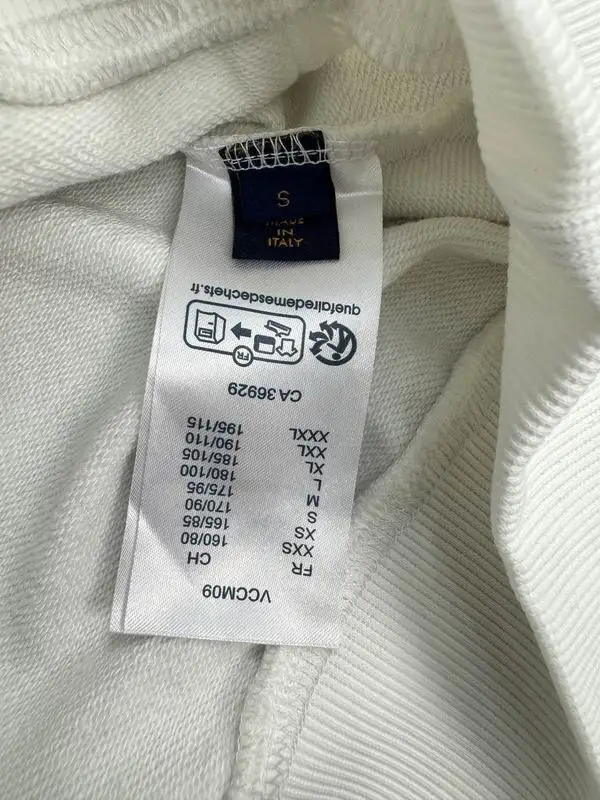 S
MADE
IN
ITALY
VCCM09
FR CH
XXS 160/80
XS 165/85
S 170/90
M 175/95
L 180/100
XL 185/105
XXL 190/110
XXXL 195/115
CA 36929
FR
quefairedemesdechets.fr